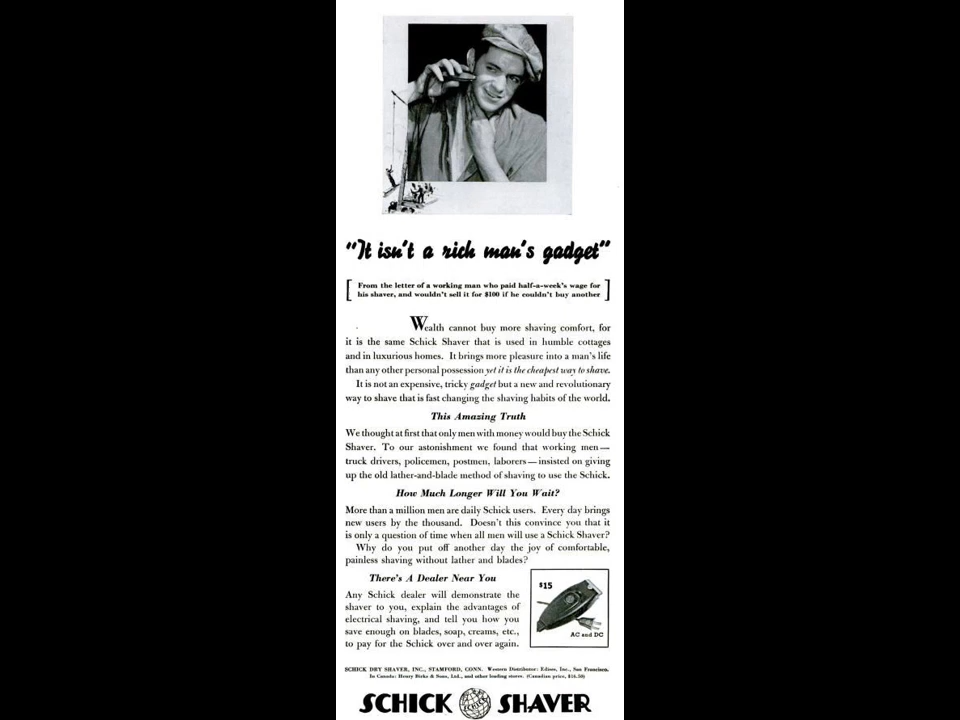 "It isn't a rich man's gadget"
[ From the letter of a working man who paid half-a-week's wage for
his shaver, and wouldn't sell it for $100 if he couldn't buy another ]
Wealth cannot buy more shaving comfort, for
it is the same Schick Shaver that is used in humble cottages
and in luxurious homes. It brings more pleasure into a man's life
than any other personal possession yet it is the cheapest way to shave.
It is not an expensive, tricky gadget but a new and revolutionary
way to shave that is fast changing the shaving habits of the world.
This Amazing Truth
We thought at first that only men with money would buy the Schick
Shaver. To our astonishment we found that working men—
truck drivers, policemen, postmen, laborers—insisted on giving
up the old lather-and-blade method of shaving to use the Schick.
How Much Longer Will You Wait?
More than a million men are daily Schick users. Every day brings
new users by the thousand. Doesn't this convince you that it
is only a question of time when all men will use a Schick Shaver?
Why do you put off another day the joy of comfortable,
painless shaving without lather and blades?
There's A Dealer Near You
Any Schick dealer will demonstrate the
shaver to you, explain the advantages of
electrical shaving, and tell you how you
save enough on blades, soap, creams, etc.,
to pay for the Schick over and over again.
$15
AC and DC
SCHICK DRY SHAVER, INC., STAMFORD, CONN. Western Distributor: Edises, Inc., San Francisco.
In Canada: Henry Birks & Sons, Ltd., and other leading stores. (Canadian price, $16.50)
SCHICK SCHICK SHAVER